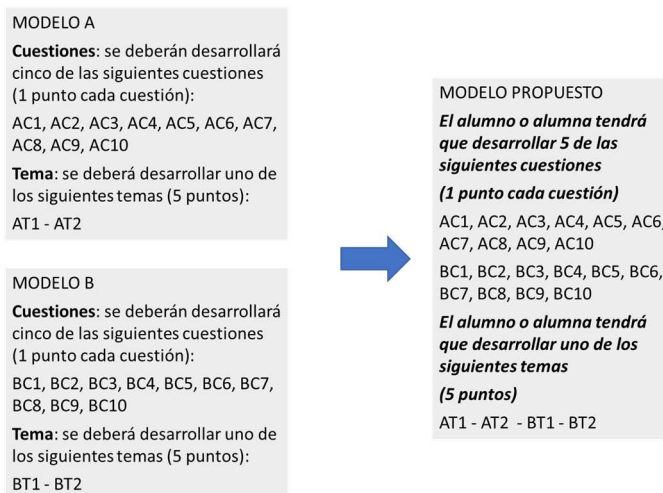 MODELO A
Cuestiones: se deberán desarrollará
cinco de las siguientes cuestiones
(1 punto cada cuestión):
AC1, AC2, AC3, AC4, AC5, AC6, AC7,
AC8, AC9, AC10
Tema: se deberá desarrollar uno de
los siguientes temas (5 puntos):
AT1 - AT2
MODELO B
Cuestiones: se deberán desarrollará
cinco de las siguientes cuestiones
(1 punto cada cuestión):
BC1, BC2, BC3, BC4, BC5, BC6, BC7,
BC8, BC9, BC10
Tema: se deberá desarrollar uno de
los siguientes temas (5 puntos):
BT1 - BT2
MODELO PROPUESTO
El alumno o alumna tendrá
que desarrollar 5 de las
siguientes cuestiones
(1 punto cada cuestión)
AC1, AC2, AC3, AC4, AC5, AC6,
AC7, AC8, AC9, AC10
BC1, BC2, BC3, BC4, BC5, BC6,
BC7, BC8, BC9, BC10
El alumno o alumna tendrá
que desarrollar uno de los
siguientes temas
(5 puntos)
AT1 - AT2 - BT1 - BT2